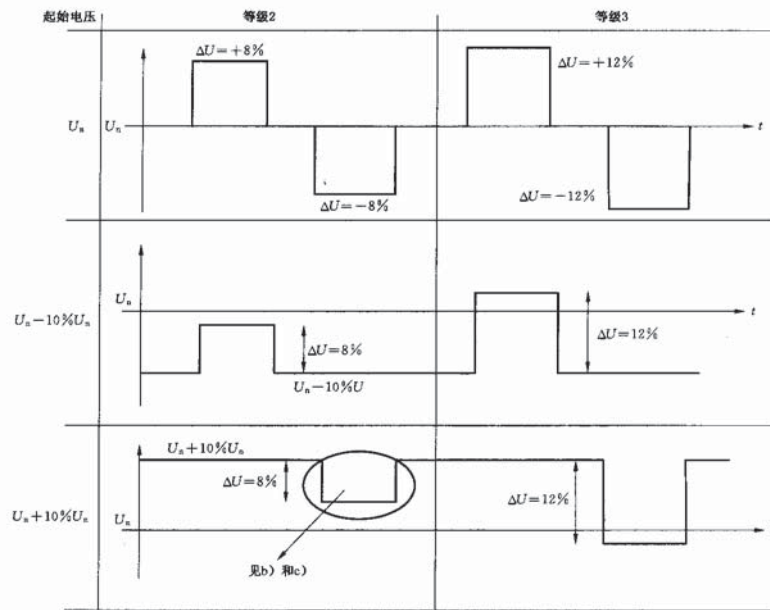 起始电压 等级2 等级3
ΔU=+8%
ΔU=+12%
Un Un t
ΔU=-8%
ΔU=-12%
Un
Un-10%Un t
ΔU=8%
ΔU=12%
Un-10%U
Un+10%Un
ΔU=8%
ΔU=12%
Un+10%Un Un
见b）和c）